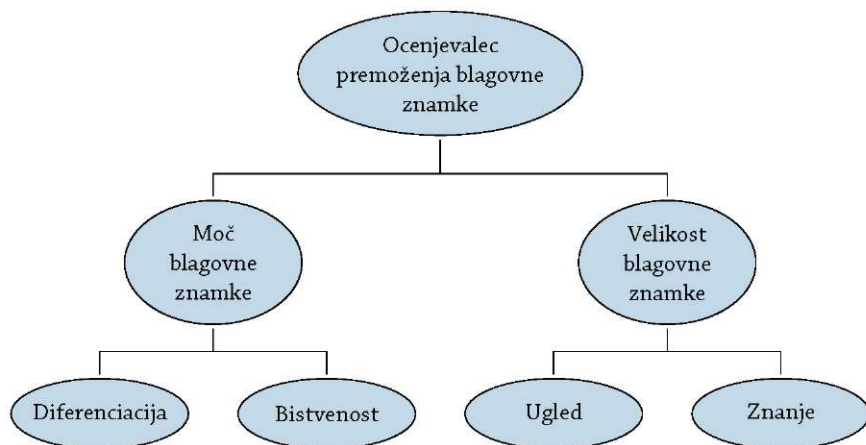 Ocenjevalec
premoženja blagovne
znamke
Moč
blagovne
znamke
Velikost
blagovne
znamke
Diferenciacija
Bistvenost
Ugled
Znanje